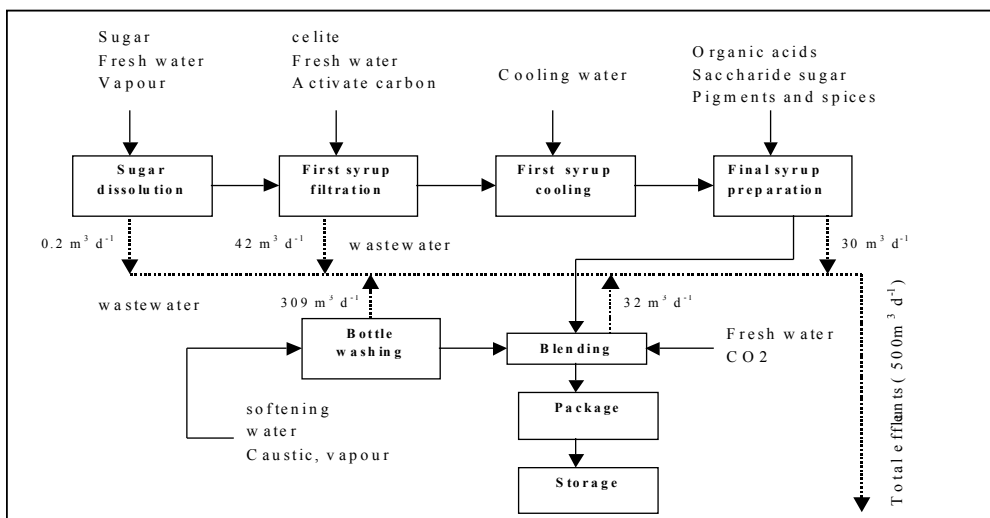 Sugar
Fresh water
Vapour
celite
Fresh water
Activate carbon
Cooling water
Organic acids
Saccharide sugar
Pigments and spices
Sugar
dissolution
First syrup
filtration
First syrup
cooling
Final syrup
preparation
0.2 m³ d⁻¹
42 m³ d⁻¹
wastewater
30 m³ d⁻¹
wastewater
309 m³ d⁻¹
32 m³ d⁻¹
Bottle
washing
Blending
Fresh water
CO2
Package
softening
water
Caustic, vapour
Storage
Total effluents (500m³ d⁻¹)